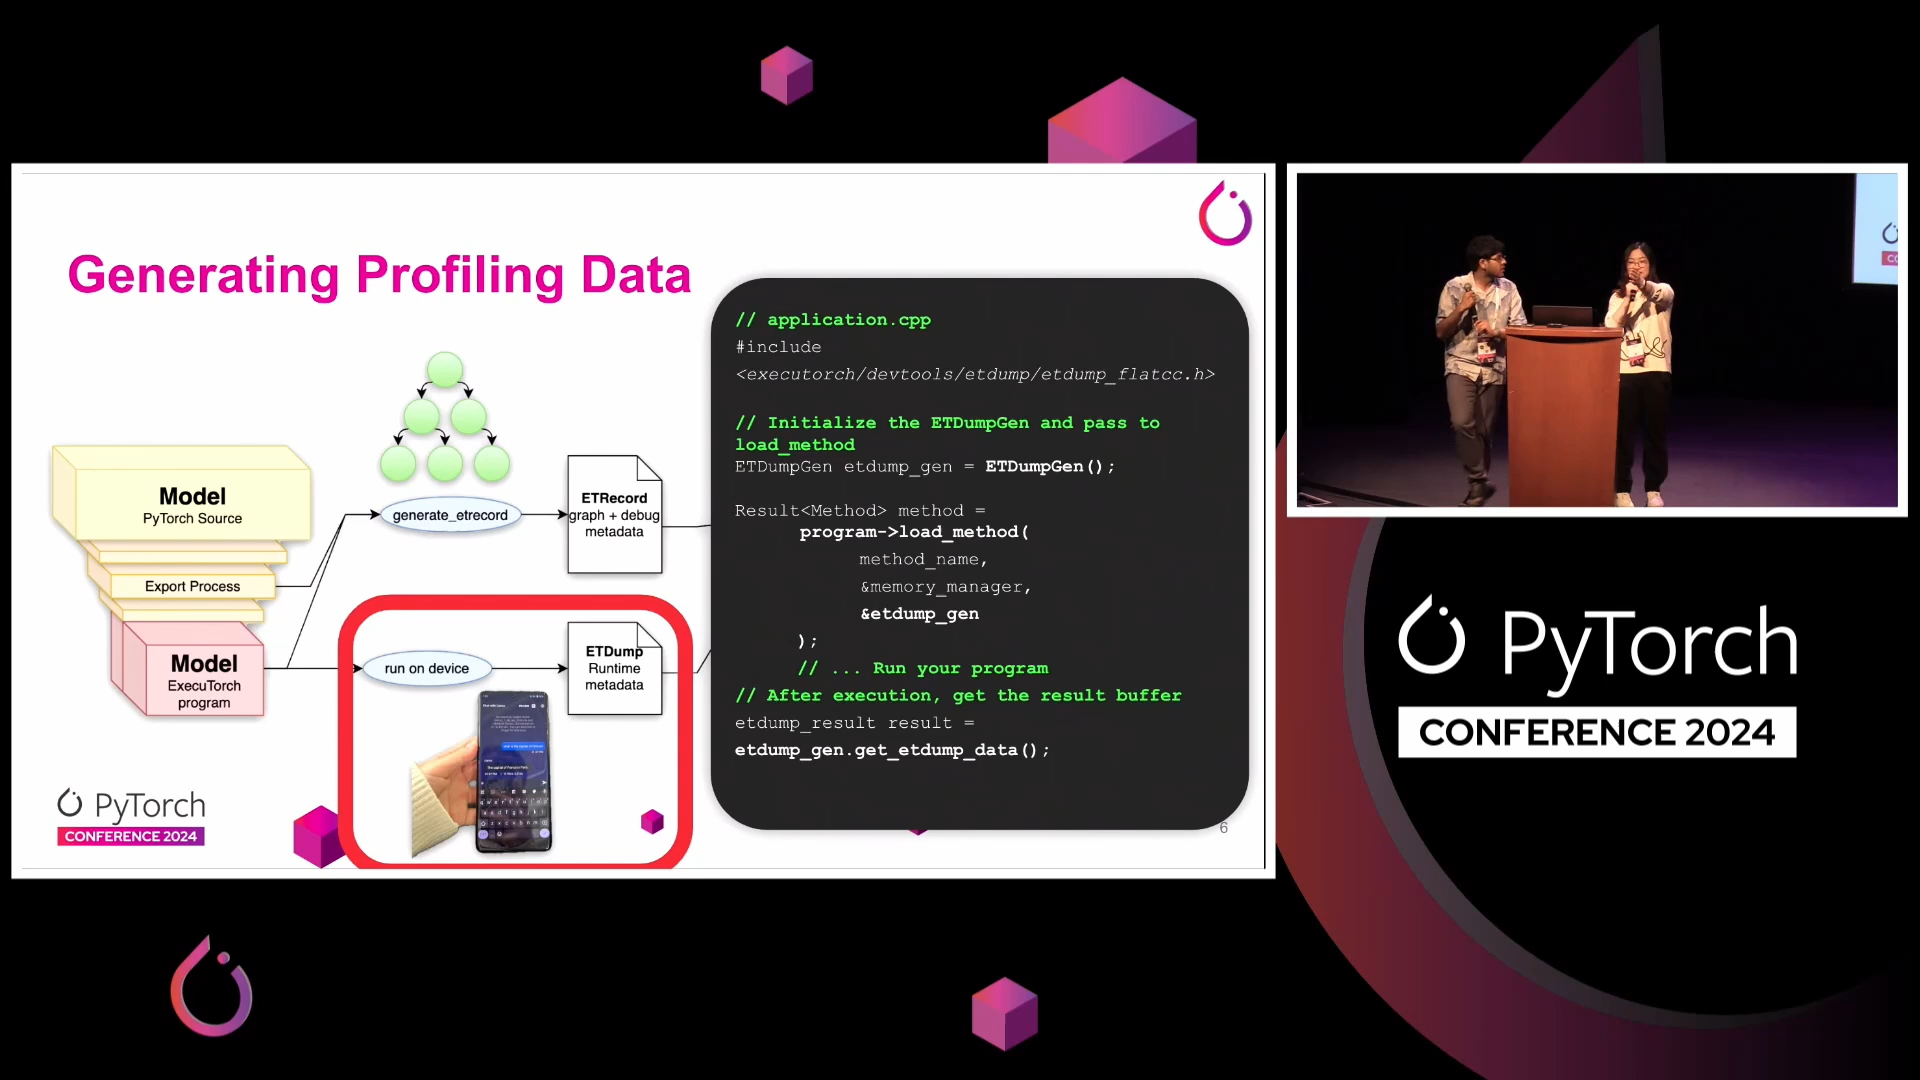 Generating Profiling Data
Model
PyTorch Source
Export Process
Model
ExecuTorch
program
generate_etrecord
ETRecord
graph + debug
metadata
run on device
ETDump
Runtime
metadata
// application.cpp
#include
<executorch/devtools/etdump/etdump_flatcc.h>
// Initialize the ETDumpGen and pass to
load_method
ETDumpGen etdump_gen = ETDumpGen();
Result<Method> method =
program->load_method(
method_name,
&memory_manager,
&etdump_gen
);
// ... Run your program
// After execution, get the result buffer
etdump_result result =
etdump_gen.get_etdump_data();
6
PyTorch
CONFERENCE 2024
PyTorch
CONFERENCE 2024